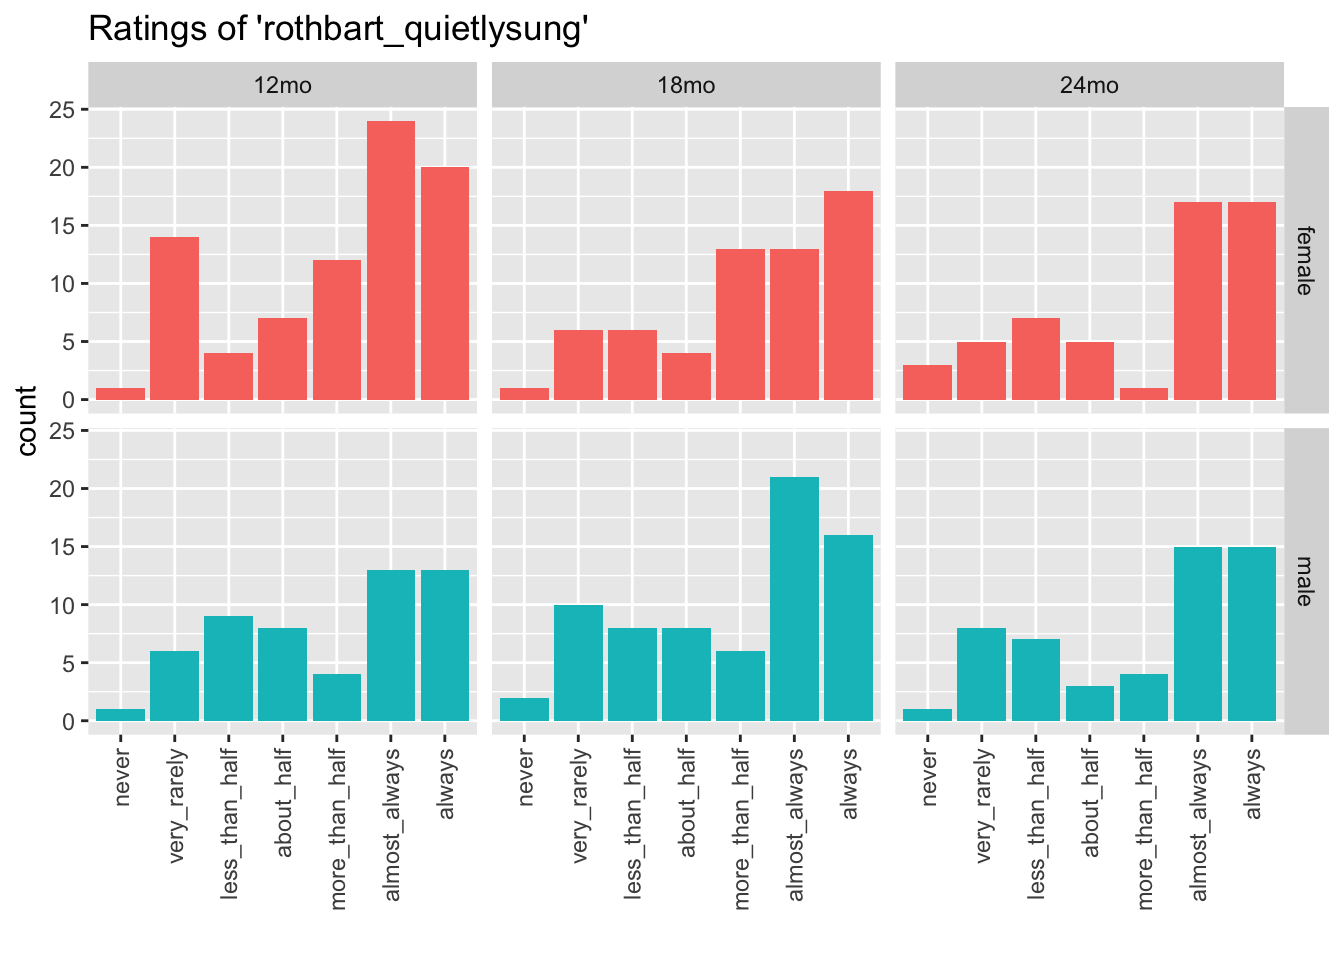 Ratings of 'rothbart_quietlysung'
12mo 18mo 24mo
25
20
15
10
5
0
female
count
25
20
15
10
5
0
male
never very_rarely less_than_half about_half more_than_half almost_always always never very_rarely less_than_half about_half more_than_half almost_always always never very_rarely less_than_half about_half more_than_half almost_always always